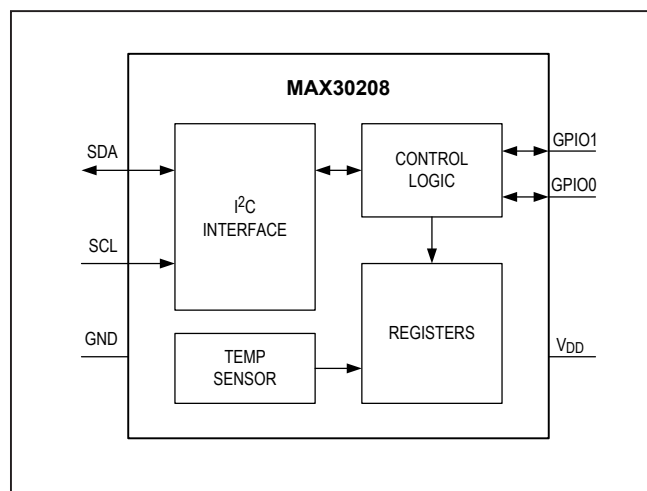 MAX30208
SDA
SCL
GND
I²C
INTERFACE
TEMP
SENSOR
CONTROL
LOGIC
REGISTERS
GPIO1
GPIO0
VDD